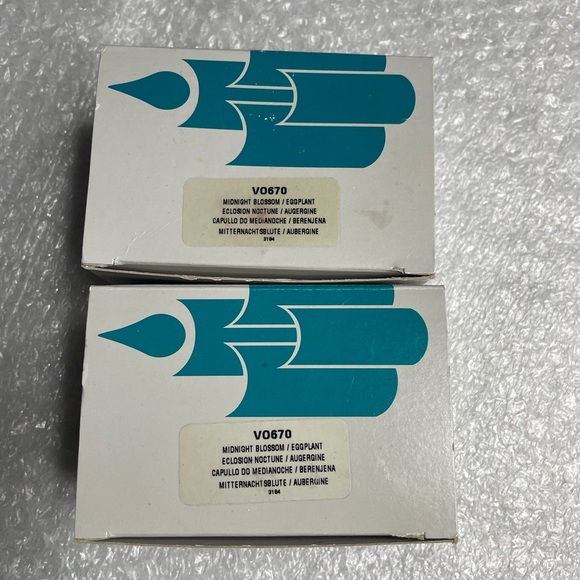 VO670
MIDNIGHT BLOSSOM / EGGPLANT
ECLOSION NOCTUNE / AUGERGINE
CAPULLO DO MEDIANOCHE / BERENJENA
MITTERNACHTSBLUTE / AUBERGINE
3184
VO670
MIDNIGHT BLOSSOM / EGGPLANT
ECLOSION NOCTUNE / AUGERGINE
CAPULLO DO MEDIANOCHE / BERENJENA
MITTERNACHTSBLUTE / AUBERGINE
3184